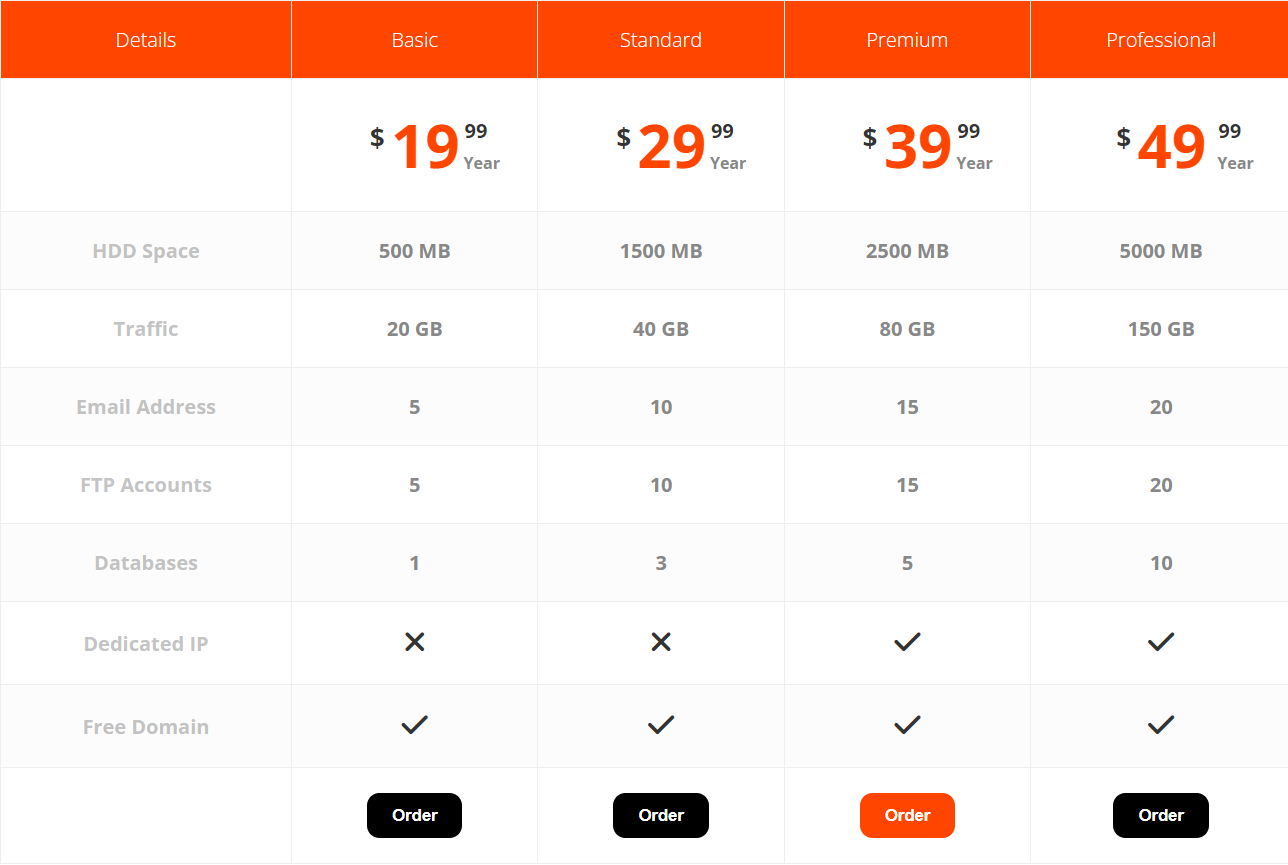 Details Basic Standard Premium Professional
$ 19 99 Year $ 29 99 Year $ 39 99 Year $ 49 99 Year
HDD Space 500 MB 1500 MB 2500 MB 5000 MB
Traffic 20 GB 40 GB 80 GB 150 GB
Email Address 5 10 15 20
FTP Accounts 5 10 15 20
Databases 1 3 5 10
Dedicated IP
Free Domain
Order Order Order Order